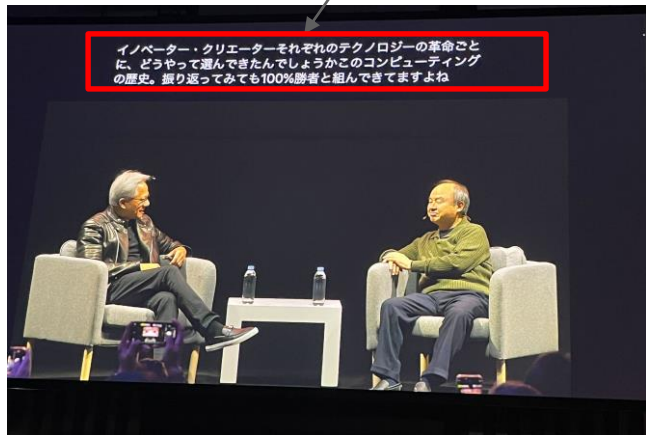 イノベーター・クリエーターそれぞれのテクノロジーの革命ごと
に、どうやって選んできたんでしょうかこのコンピューティング
の歴史。振り返ってみても100%勝者と組んできてますよね